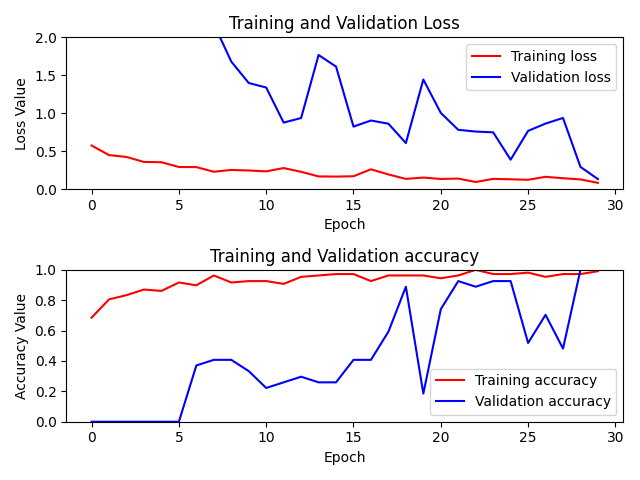 Training and Validation Loss
2.0
1.5
1.0
0.5
0.0
Loss Value
Training loss
Validation loss
0 5 10 15 20 25 30
Epoch
Training and Validation accuracy
1.0
0.8
0.6
0.4
0.2
0.0
Accuracy Value
Training accuracy
Validation accuracy
0 5 10 15 20 25 30
Epoch